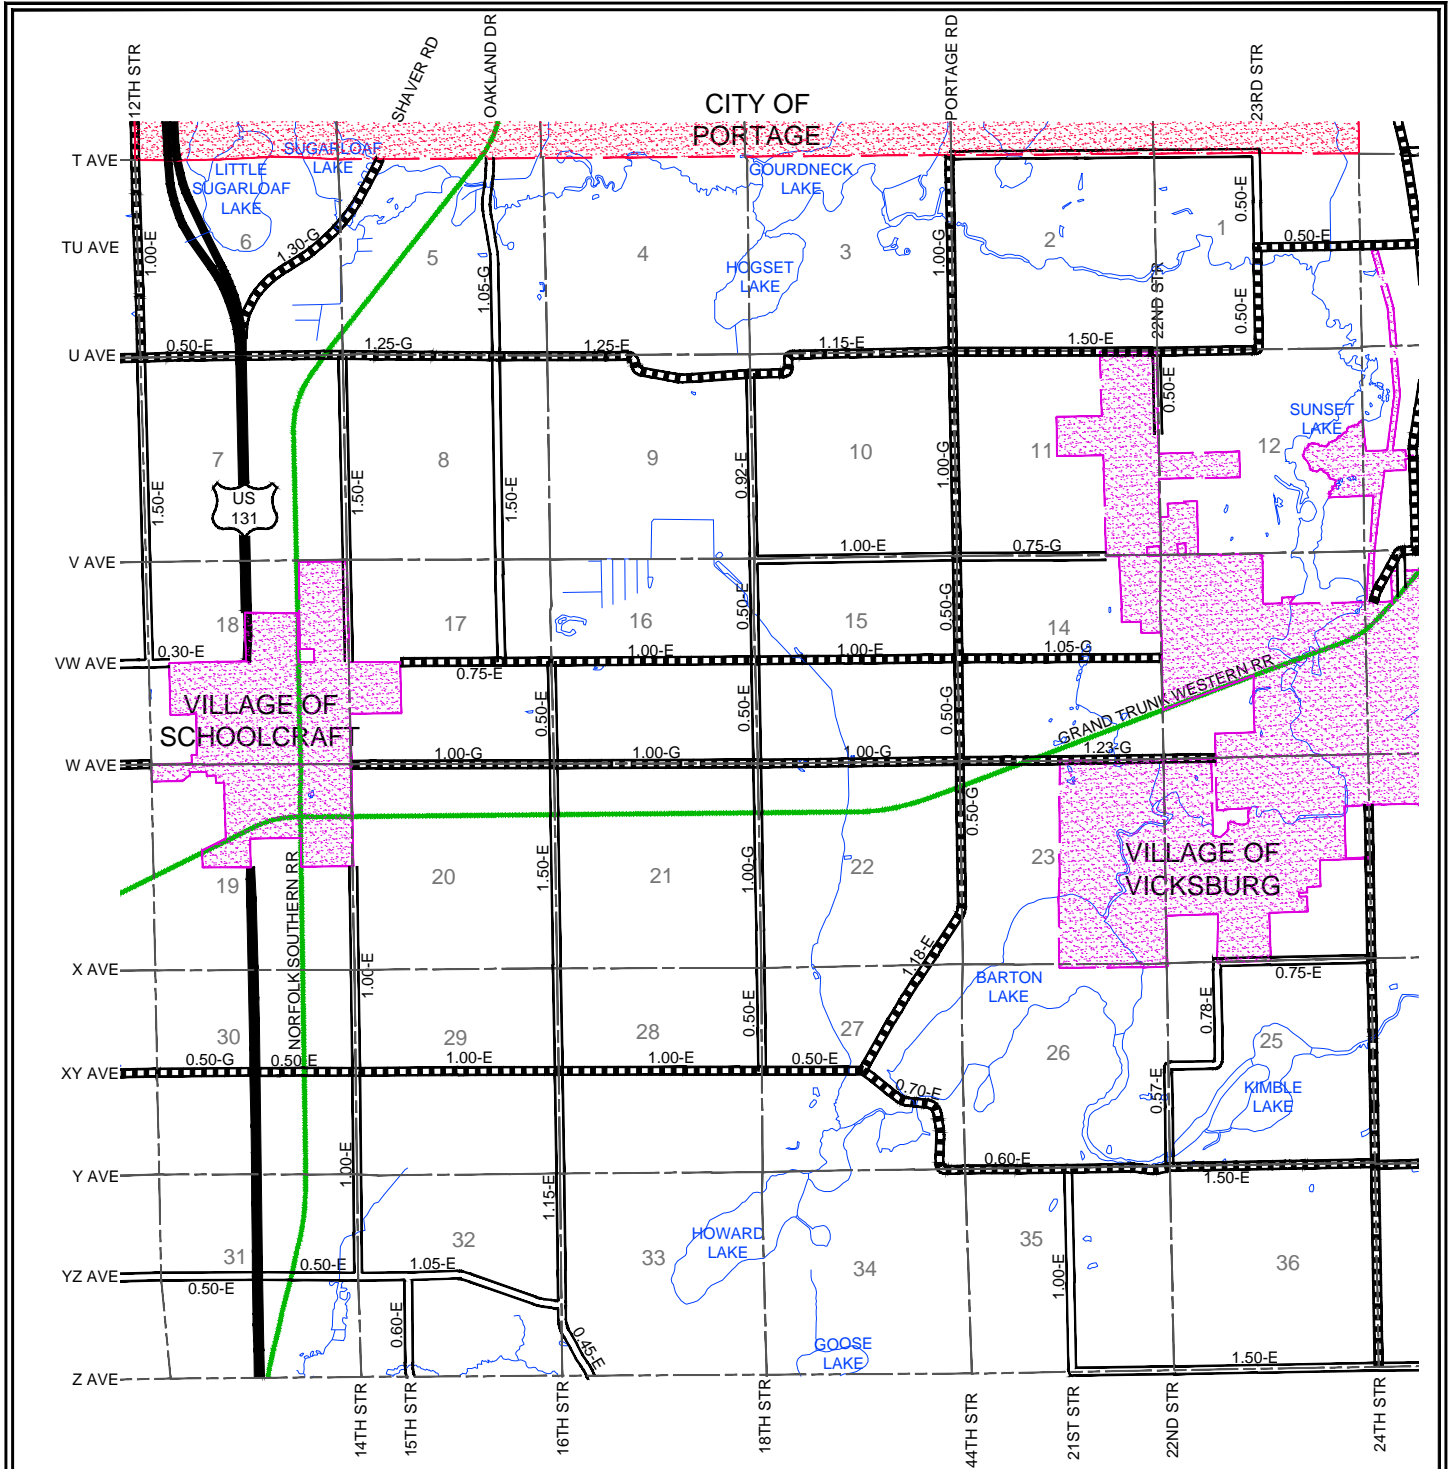 12TH STR
SHAVER RD
OAKLAND DR
PORTAGE RD
23RD STR
CITY OF
PORTAGE
T AVE
SUGARLOAF
LAKE
LITTLE
SUGARLOAF
LAKE
GOURDNECK
LAKE
0.50-E
6
5
4
3
2
1
TU AVE
1.00-E
1.30-G
1.05-G
1.00-G
0.50-E
HOGSET
LAKE
22ND STR
0.50-E
U AVE
0.50-E
1.25-G
1.25-E
1.15-E
1.50-E
0.50-E
SUNSET
LAKE
7
8
9
10
11
12
US
131
1.50-E
1.50-E
1.50-E
0.92-E
1.00-G
V AVE
1.00-E
0.75-G
0.50-E
0.50-G
18
17
16
15
14
VW AVE
0.30-E
0.75-E
1.00-E
1.00-E
1.05-G
GRAND TRUNK WESTERN RR
VILLAGE OF
SCHOOLCRAFT
0.50-E
0.50-E
0.50-G
W AVE
1.00-G
1.00-G
1.00-G
1.23-G
0.50-G
VILLAGE OF
VICKSBURG
19
20
21
22
23
1.50-E
1.00-G
NORFOLK SOUTHERN RR
1.18-E
X AVE
1.00-E
0.50-E
BARTON
LAKE
0.75-E
0.78-E
30
29
28
27
26
25
XY AVE
0.50-G
0.50-E
1.00-E
1.00-E
0.50-E
0.70-E
0.57-E
KIMBLE
LAKE
Y AVE
1.00-E
1.15-E
0.60-E
1.50-E
31
32
33
34
35
36
HOWARD
LAKE
YZ AVE
0.50-E
0.50-E
1.05-E
0.60-E
0.45-E
1.00-E
GOOSE
LAKE
1.50-E
Z AVE
14TH STR
15TH STR
16TH STR
18TH STR
44TH STR
21ST STR
22ND STR
24TH STR